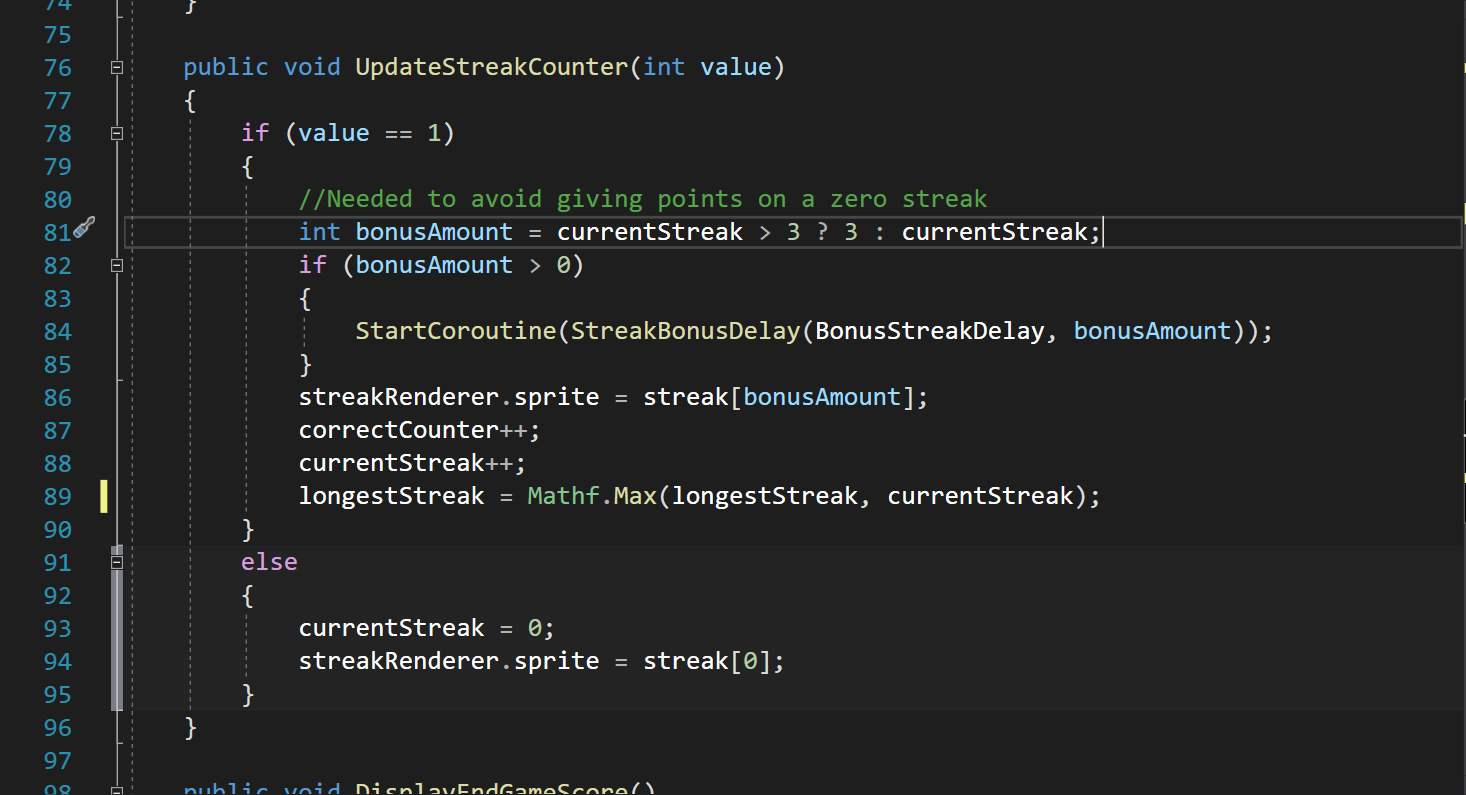 74 }
75
76 public void UpdateStreakCounter(int value)
77 {
78 if (value == 1)
79 {
80 //Needed to avoid giving points on a zero streak
81 int bonusAmount = currentStreak > 3 ? 3 : currentStreak;
82 if (bonusAmount > 0)
83 {
84 StartCoroutine(StreakBonusDelay(BonusStreakDelay, bonusAmount));
85 }
86 streakRenderer.sprite = streak[bonusAmount];
87 correctCounter++;
88 currentStreak++;
89 longestStreak = Mathf.Max(longestStreak, currentStreak);
90 }
91 else
92 {
93 currentStreak = 0;
94 streakRenderer.sprite = streak[0];
95 }
96 }
97
98 public void DisplayEndGameScore()